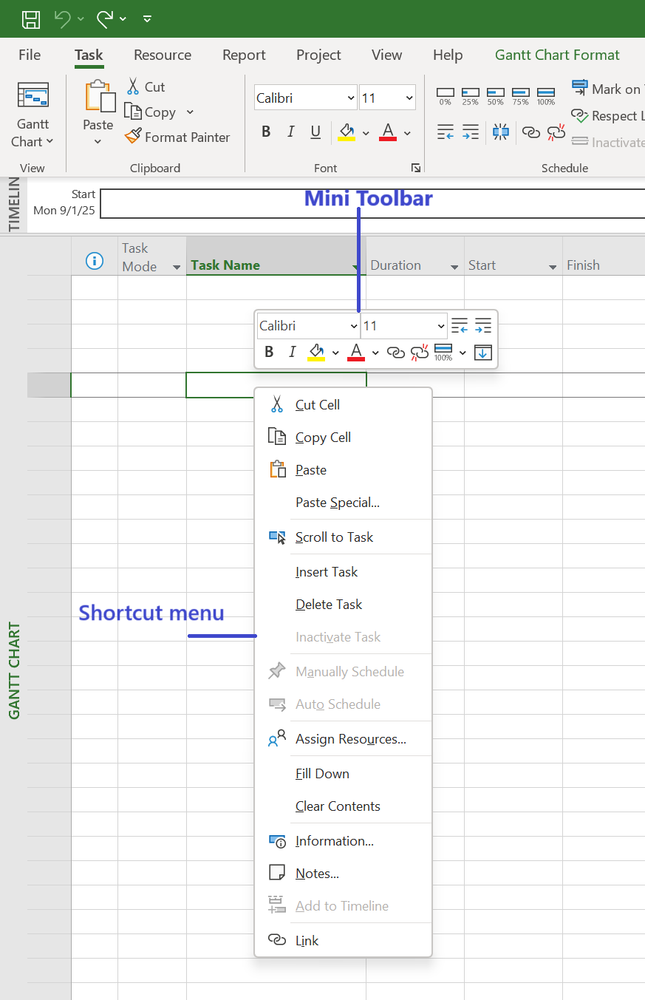 File Task Resource Report Project View Help Gantt Chart Format
Gantt
Chart
View
Paste
Cut
Copy
Format Painter
Clipboard
Calibri 11
B I U A
Font
0% 25% 50% 75% 100%
Mark on
Respect L
Inactivate
Schedule
TIMELIN
Start
Mon 9/1/25
Mini Toolbar
Task
Mode
Task Name
Duration
Start
Finish
Calibri 11
B I A 100%
Cut Cell
Copy Cell
Paste
Paste Special...
Scroll to Task
Insert Task
Delete Task
Shortcut menu
Inactivate Task
Manually Schedule
Auto Schedule
GANTT CHART
Assign Resources...
Fill Down
Clear Contents
Information...
Notes...
Add to Timeline
Link